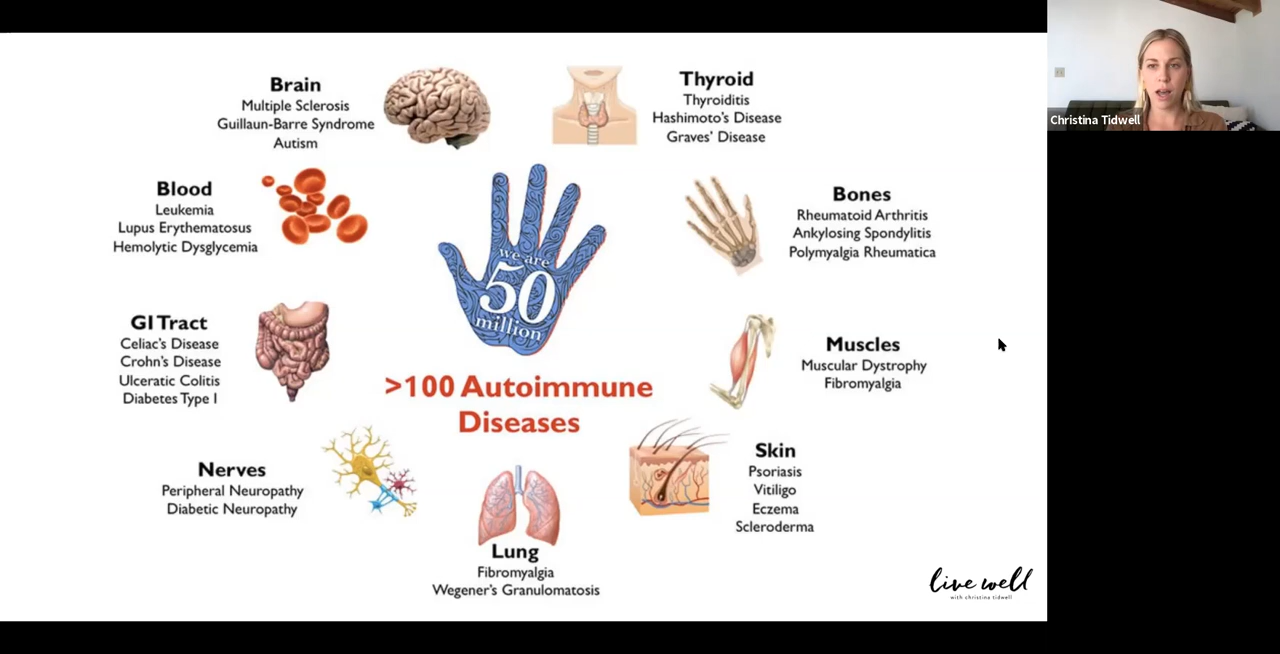 Brain
Multiple Sclerosis
Guillaun-Barre Syndrome
Autism
Thyroid
Thyroiditis
Hashimoto's Disease
Graves' Disease
Christina Tidwell
Blood
Leukemia
Lupus Erythematosus
Hemolytic Dysglycemia
we are
50
million
Bones
Rheumatoid Arthritis
Ankylosing Spondylitis
Polymyalgia Rheumatica
GI Tract
Celiac's Disease
Crohn's Disease
Ulceratic Colitis
Diabetes Type I
>100 Autoimmune
Diseases
Muscles
Muscular Dystrophy
Fibromyalgia
Nerves
Peripheral Neuropathy
Diabetic Neuropathy
Skin
Psoriasis
Vitiligo
Eczema
Scleroderma
Lung
Fibromyalgia
Wegener's Granulomatosis
live well
with christina tidwell